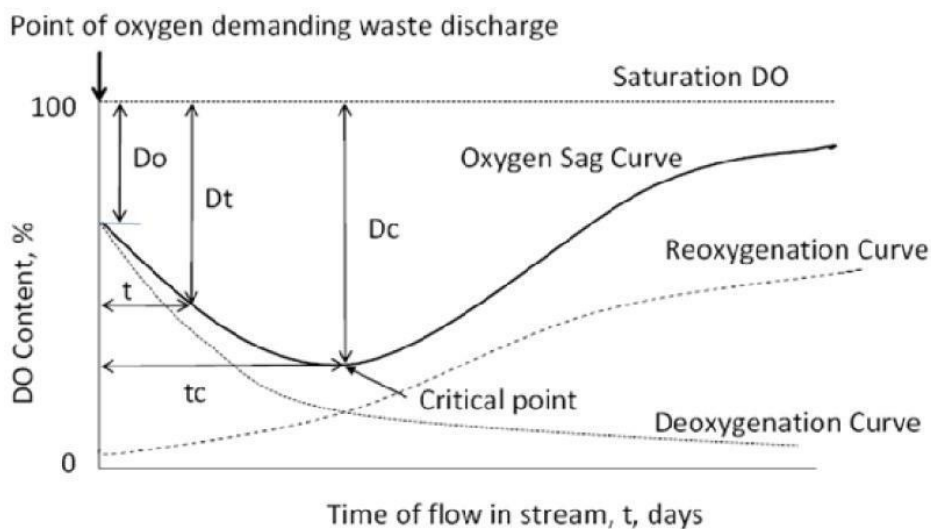 Point of oxygen demanding waste discharge
Saturation DO
100
Do
Oxygen Sag Curve
Dt
Dc
Reoxygenation Curve
t
DO Content, %
tc
Critical point
Deoxygenation Curve
0
Time of flow in stream, t, days